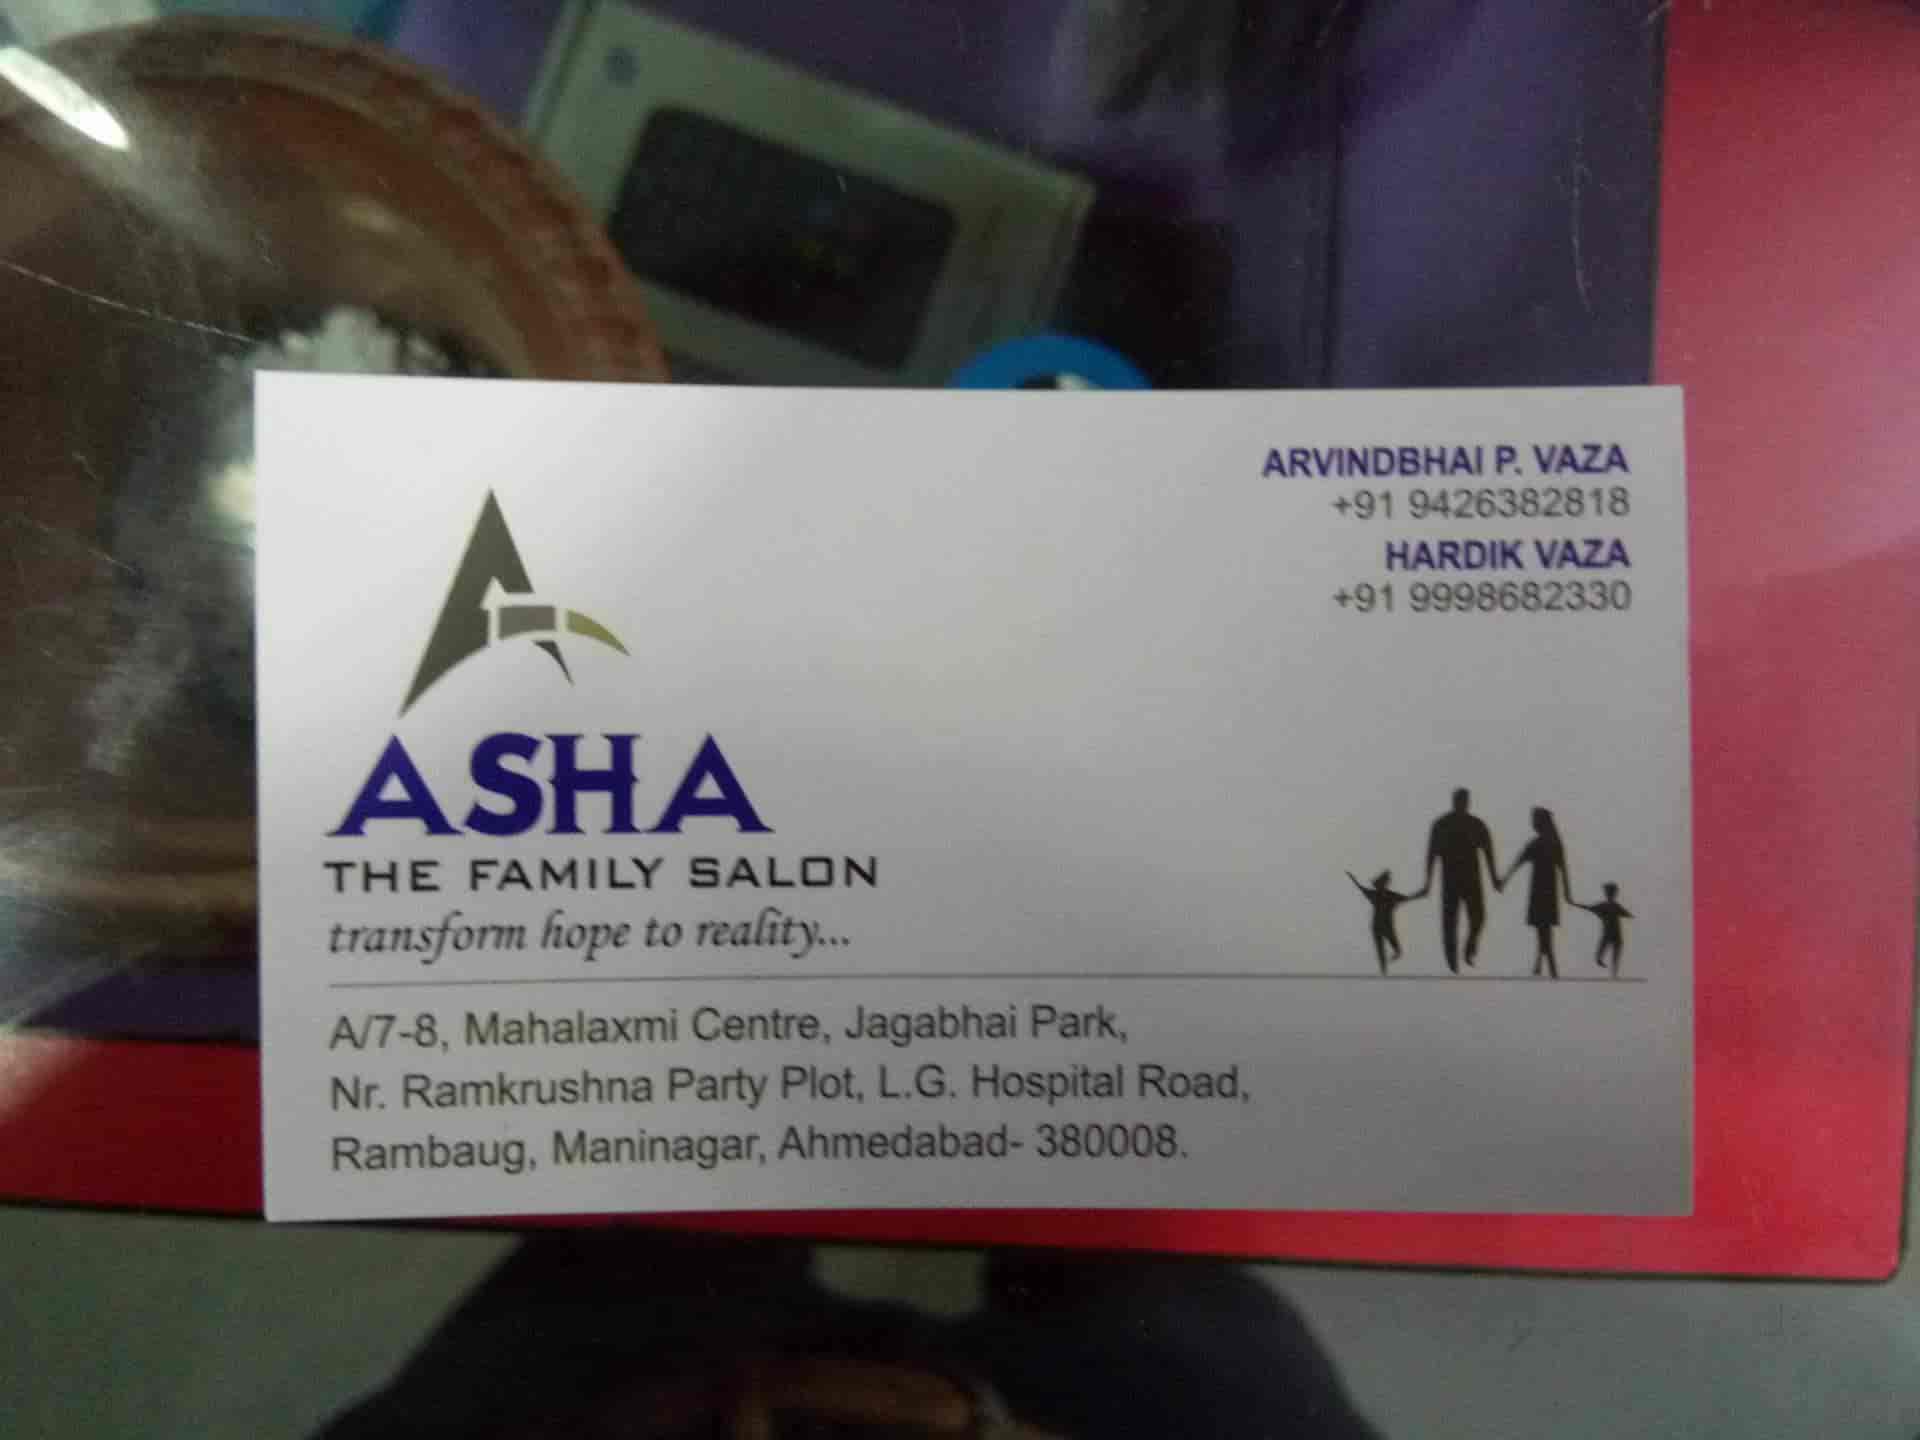 ARVINDBHAI P. VAZA
+91 9426382818
HARDIK VAZA
+91 9998682330
ASHA
THE FAMILY SALON
transform hope to reality...
A/7-8, Mahalaxmi Centre, Jagabhai Park,
Nr. Ramkrushna Party Plot, L.G. Hospital Road,
Rambaug, Maninagar, Ahmedabad- 380008.